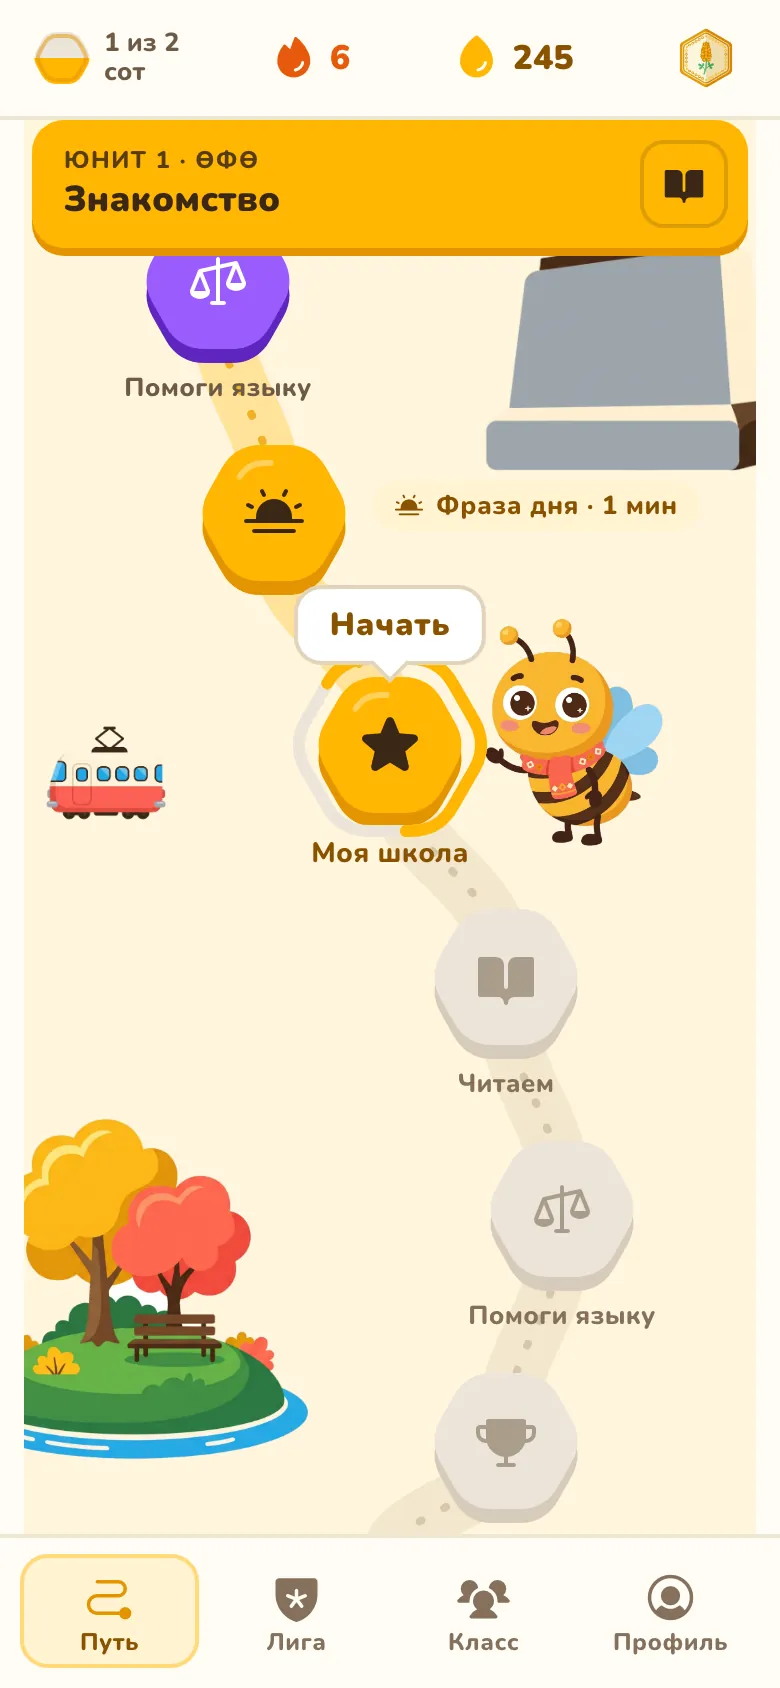 1 из 2
сот
6
245
ЮНИТ 1 · ӨФӨ
Знакомство
Помоги языку
Фраза дня · 1 мин
Начать
Моя школа
Читаем
Помоги языку
Путь
Лига
Класс
Профиль